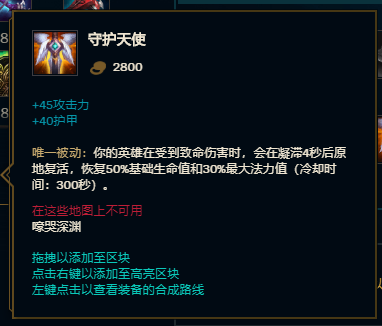 守护天使
2800
+45攻击力
+40护甲
唯一被动：你的英雄在受到致命伤害时，会在凝滞4秒后原
地复活，恢复50%基础生命值和30%最大法力值（冷却时
间：300秒）。
在这些地图上不可用
嚎哭深渊
拖拽以添加至区块
点击右键以添加至高亮区块
左键点击以查看装备的合成路线